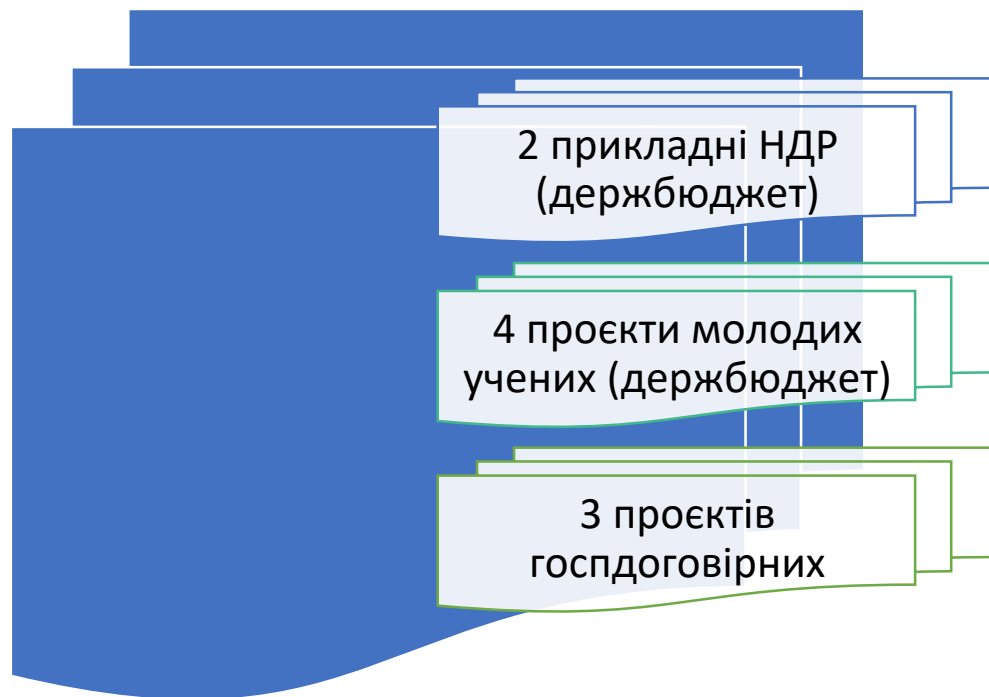 2 прикладні НДР
(держбюджет)
4 проєкти молодих
учених (держбюджет)
3 проєктів
госпдоговірних